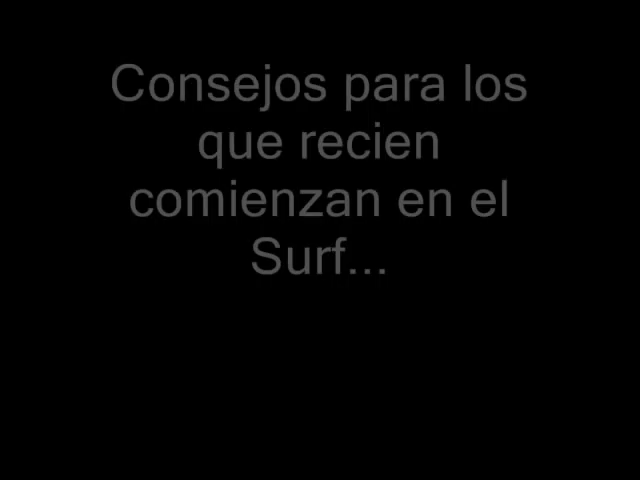 Consejos para los
que recien
comienzan en el
Surf...